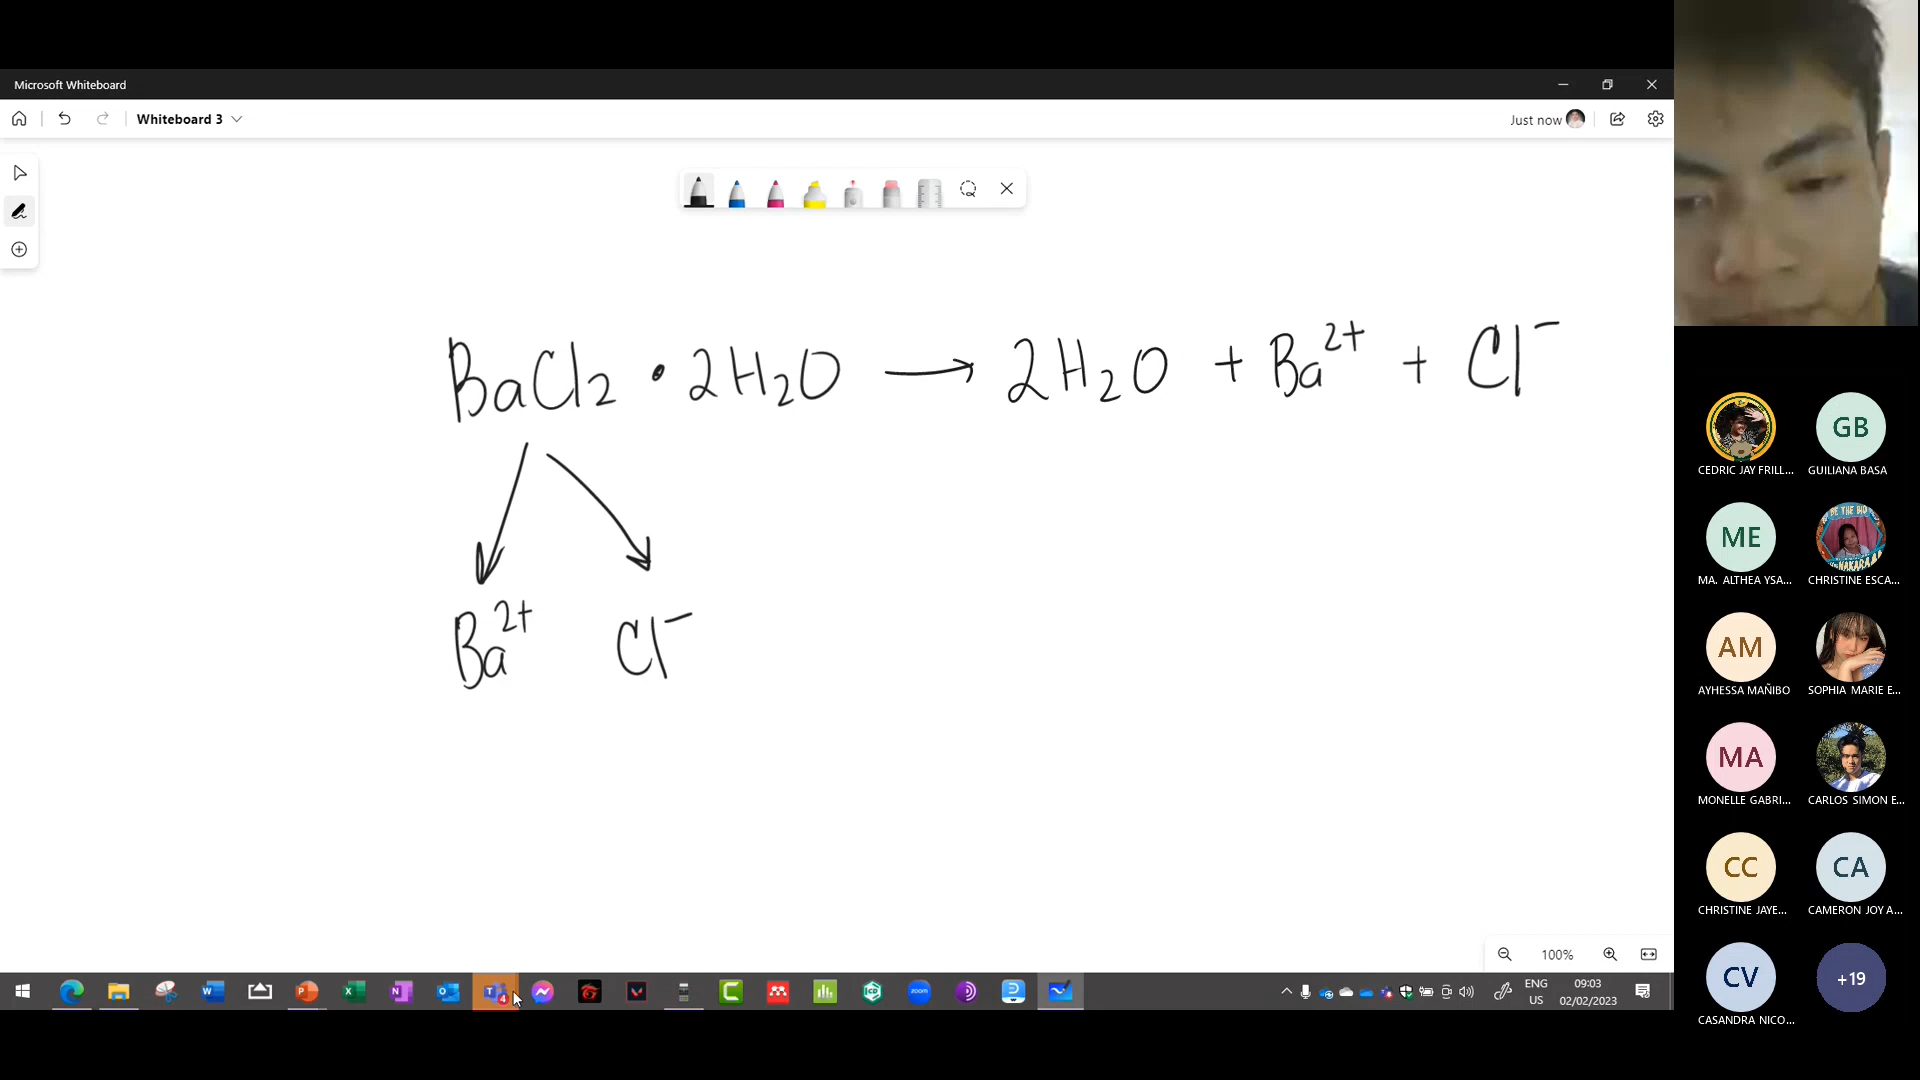 Microsoft Whiteboard
Whiteboard 3
Just now
BaCl₂ • 2H₂O → 2H₂O + Ba²⁺ + Cl⁻
Ba²⁺ Cl⁻
CEDRIC JAY FRILL...
GB
GUILIANA BASA
ME
MA. ALTHEA YSA...
CHRISTINE ESCA...
AM
AYHESSA MAÑIBO
SOPHIA MARIE E...
MA
MONELLE GABRI...
CARLOS SIMON E...
CC
CHRISTINE JAYE...
CA
CAMERON JOY A...
CV
CASANDRA NICO...
+19
100%
zoom
ENG
US
09:03
02/02/2023